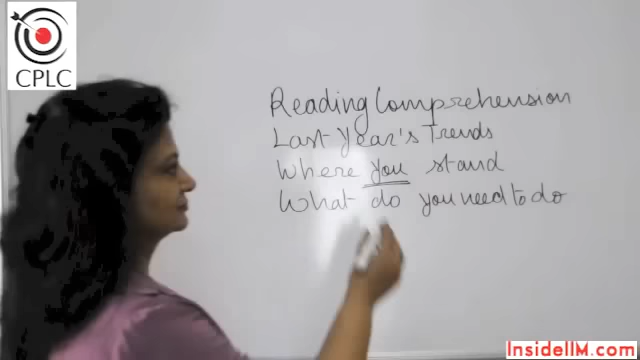 CPLC
Reading Comprehension
Last Year's Trends
Where you stand
What do you need to do
InsideIIM.com